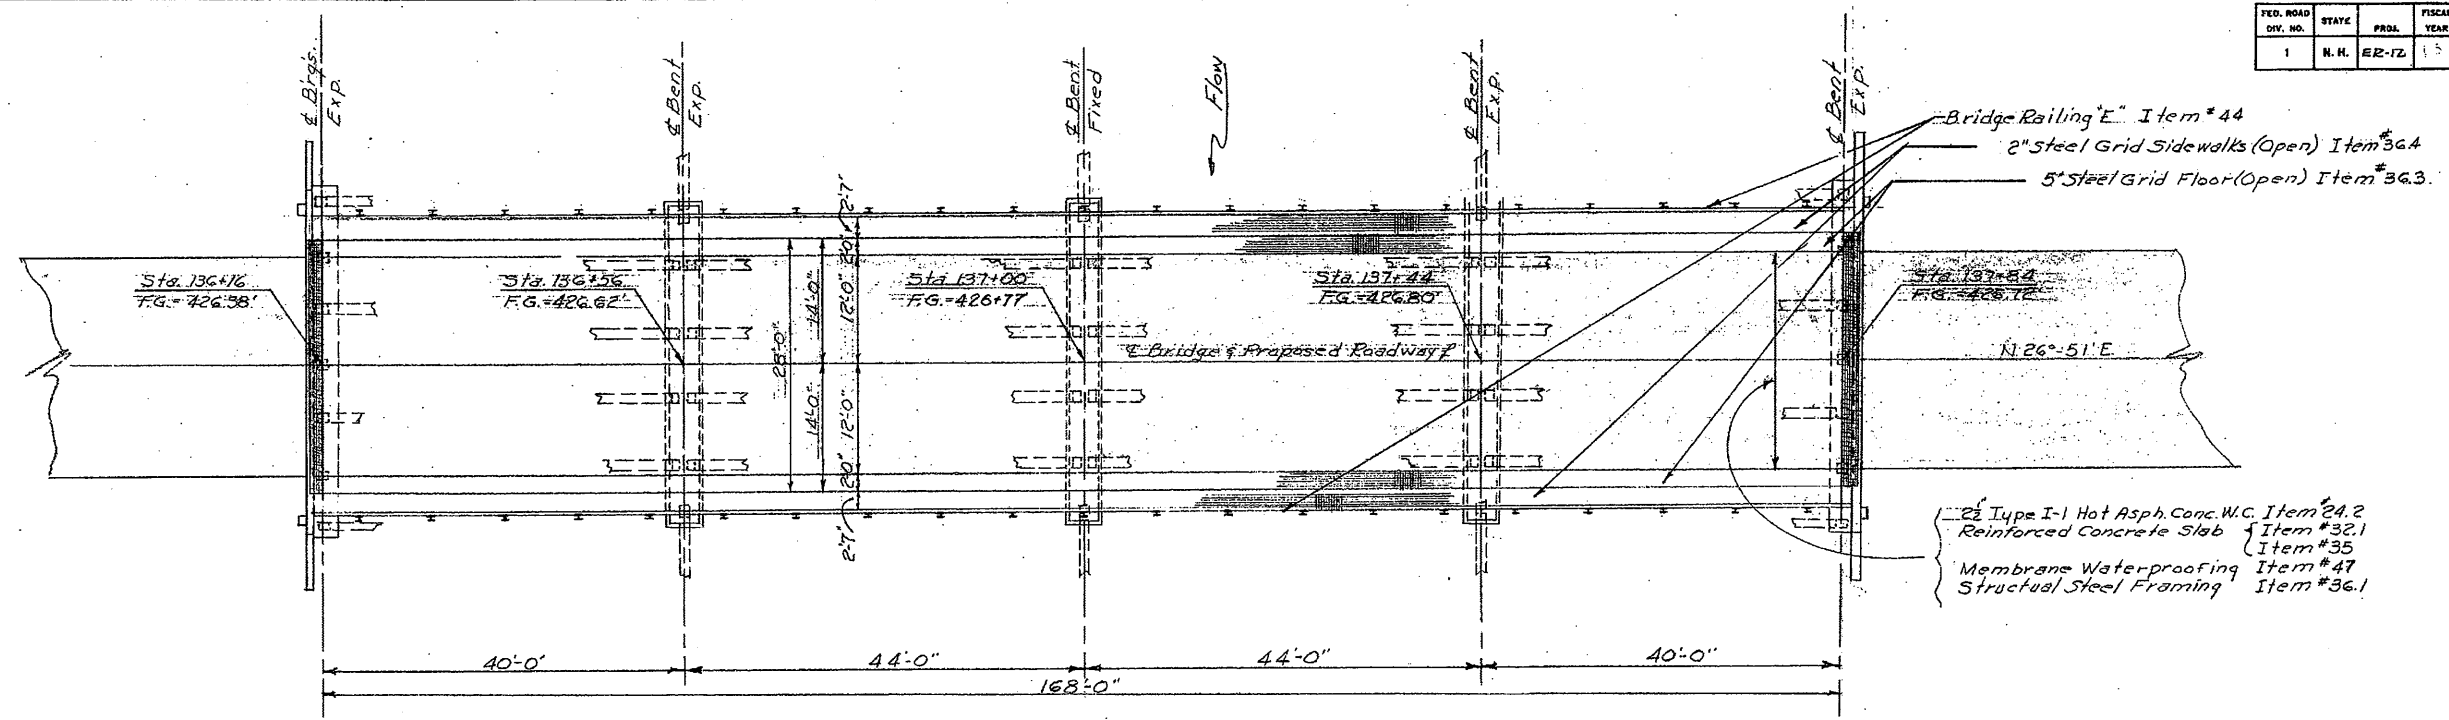 FED. ROAD DIV. NO.
STATE
PROJ.
FISCAL YEAR
1
N. H.
ER-12
℄ Brgs.
Exp.
℄ Bent
Exp.
℄ Bent
Fixed
Flow
℄ Bent
Exp.
℄ Bent
Exp.
Bridge Railing "E" Item #44
2" Steel Grid Sidewalks (Open) Item #36.4
5" Steel Grid Floor (Open) Item #36.3.
Sta. 136+16
F.G. = 426.38'
Sta. 136+56
F.G. = 426.62'
Sta. 137+00
F.G. = 426+77'
Sta. 137+44
F.G. = 426.80'
Sta. 137+84
F.G. = 426.72'
2'-7"
20"
12'-0"
14'-0"
28'-0"
14'-0"
12'-0"
20"
2'-7"
℄ Bridge & Proposed Roadway
N. 26°-51' E.
2½" Type I-1 Hot Asph. Conc. W.C. Item #24.2
Reinforced Concrete Slab { Item #32.1
Item #35
Membrane Waterproofing Item #47
Structual Steel Framing Item #36.1
40'-0"
44'-0"
44'-0"
40'-0"
168'-0"